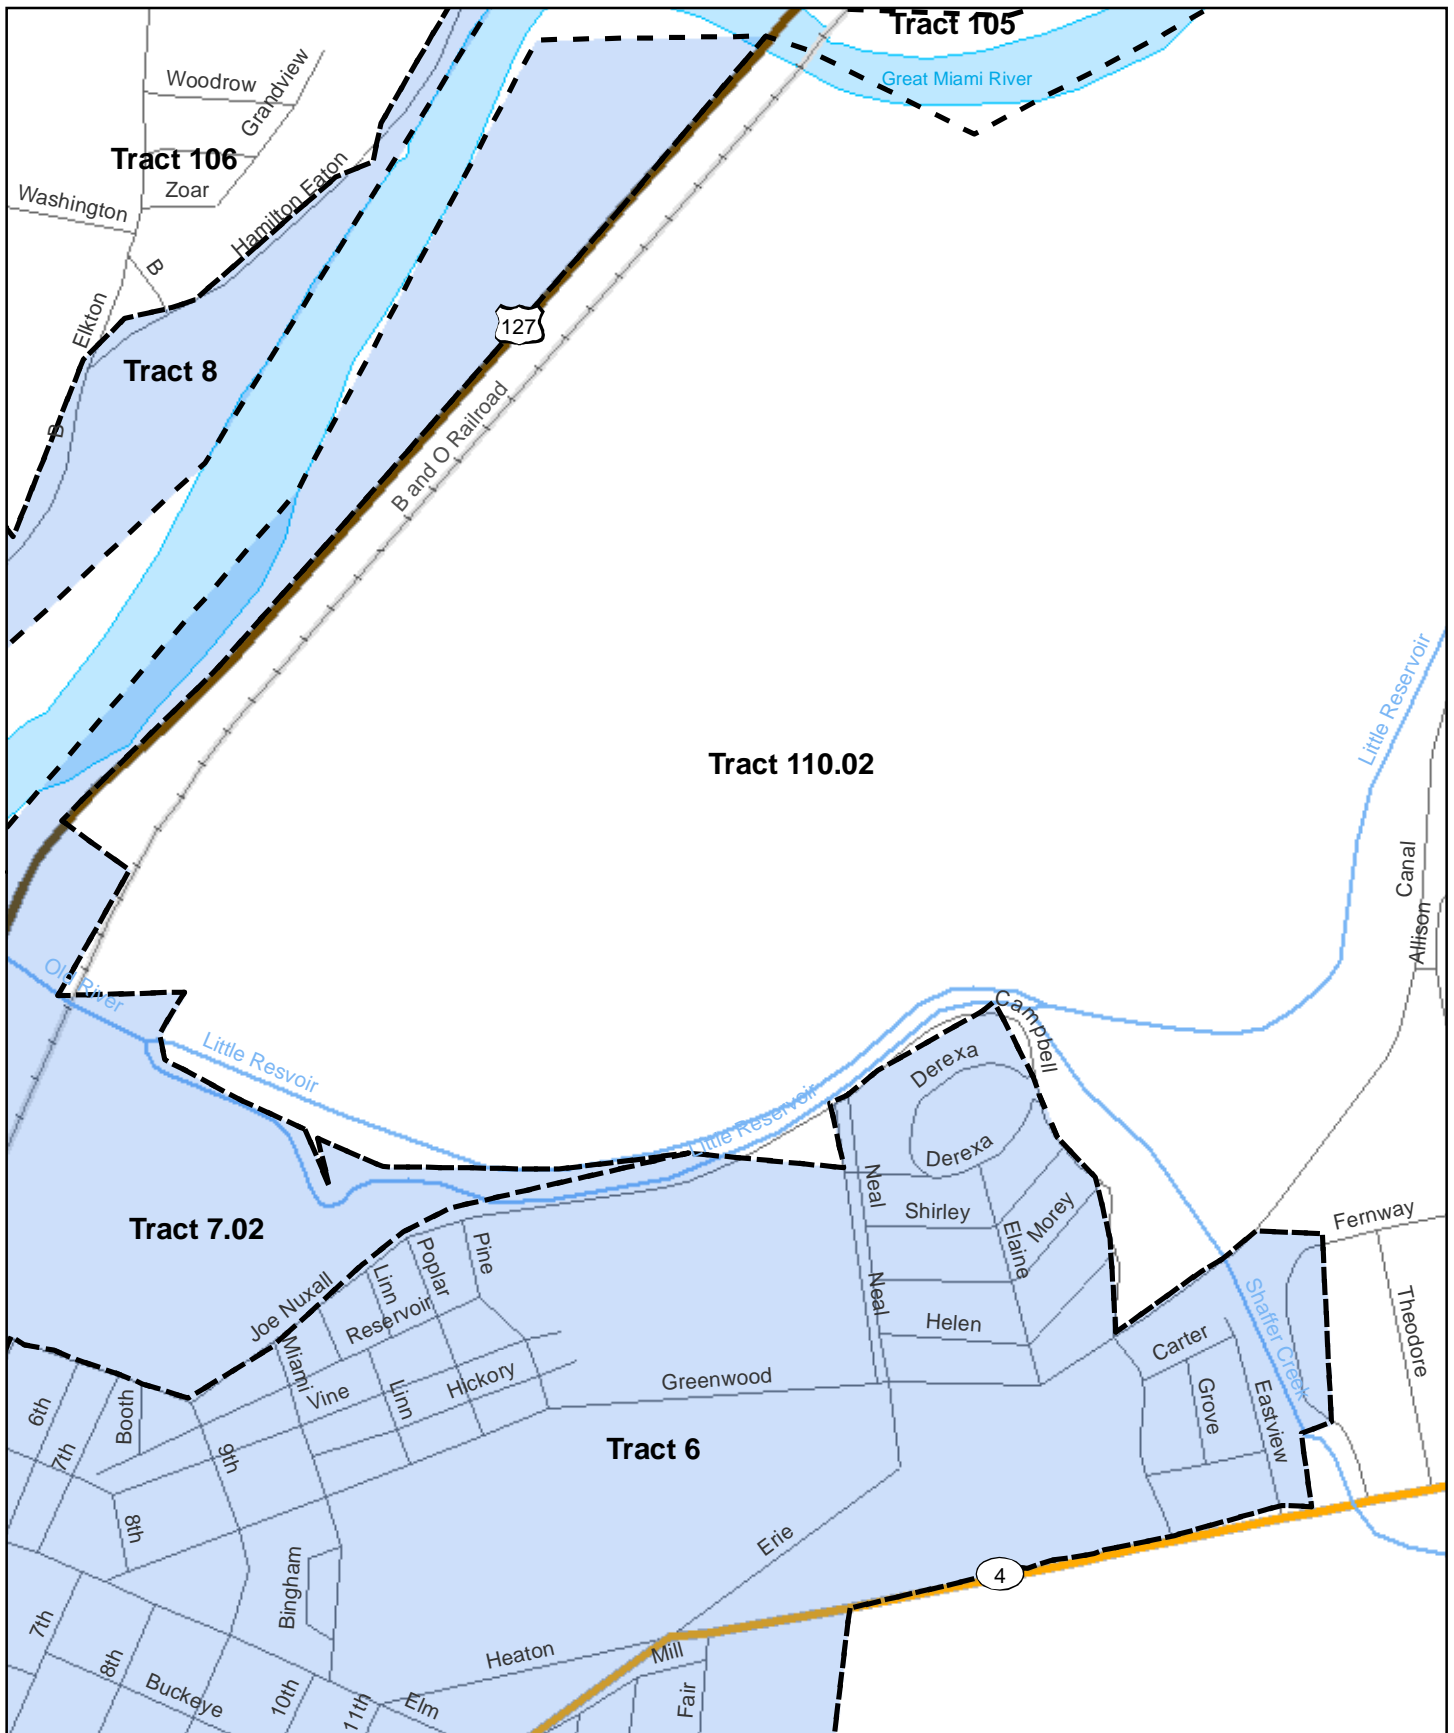 Tract 105
Great Miami River
Woodrow
Grandview
Tract 106
Zoar
Washington
Hamilton Eaton
B
Elkton
127
Tract 8
B
B and O Railroad
Little Reservoir
Tract 110.02
Canal
Allison
Old River
Campbell
Little Resvoir
Derexa
Little Reservoir
Derexa
Neal
Shirley
Morey
Elaine
Fernway
Tract 7.02
Pine
Poplar
Linn
Joe Nuxall
Reservoir
Neal
Helen
Shaffer Creek
Theodore
Carter
Miami
Vine
Linn
Hickory
Greenwood
Grove
Eastview
6th
7th
Booth
9th
Tract 6
8th
Erie
4
Bingham
7th
8th
Heaton
Mill
Buckeye
10th
11th
Elm
Fair